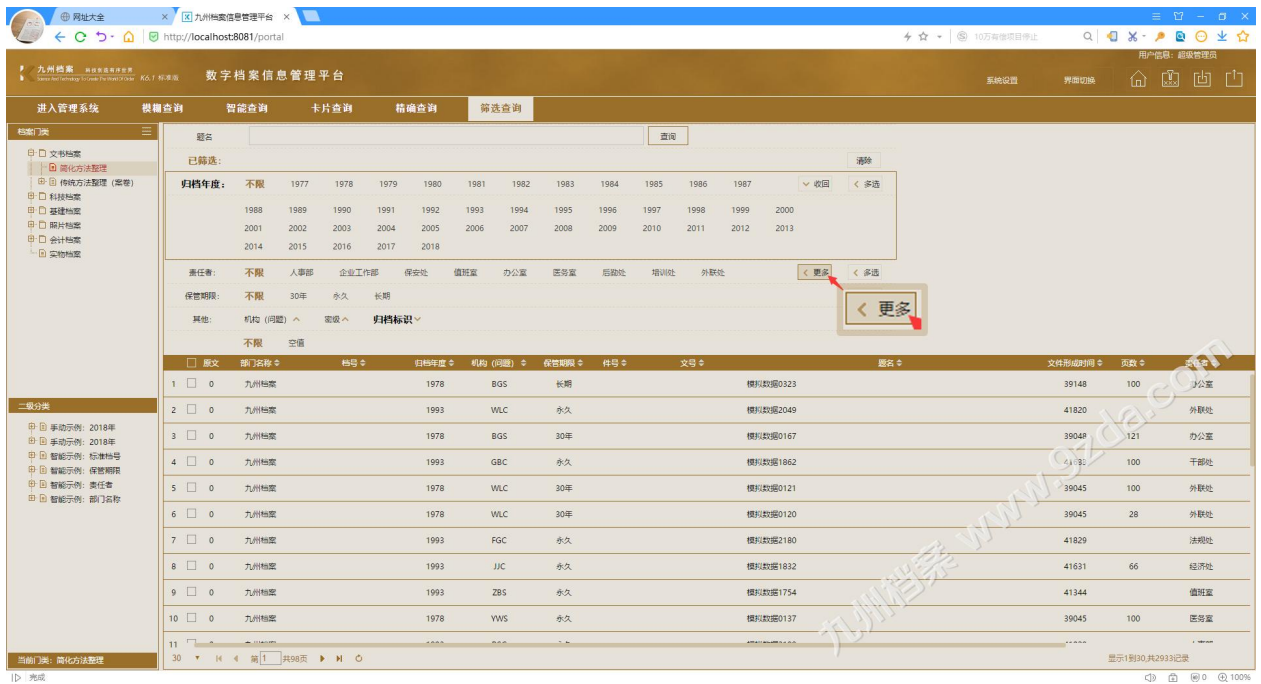 网址大全
九州档案信息管理平台
http://localhost:8081/portal
10万有偿项目停止
用户信息：超级管理员
九州档案
科技创造有序世界
K6.1 标准版
数字档案信息管理平台
系统设置
界面切换
进入管理系统 模糊查询 智能查询 卡片查询 精确查询 筛选查询
档案门类
文书档案
简化方法整理
传统方法整理（案卷）
科技档案
基建档案
照片档案
会计档案
实物档案
题名 查询
已筛选： 清除
归档年度： 不限 1977 1978 1979 1980 1981 1982 1983 1984 1985 1986 1987 收回 多选
1988 1989 1990 1991 1992 1993 1994 1995 1996 1997 1998 1999 2000
2001 2002 2003 2004 2005 2006 2007 2008 2009 2010 2011 2012 2013
2014 2015 2016 2017 2018
责任者： 不限 人事部 企业工作部 保安处 值班室 办公室 医务室 后勤处 培训处 外联处 更多 多选
更多
保管期限： 不限 30年 永久 长期
其他： 机构（问题） 密级 归档标识
不限 空值
原文 部门名称 档号 归档年度 机构（问题） 保管期限 件号 文号 题名 文件形成时间 页数 责任者
1 0 九州档案 1978 BGS 长期 模拟数据0323 39148 100 办公室
2 0 九州档案 1993 WLC 永久 模拟数据2049 41820 外联处
3 0 九州档案 1978 BGS 30年 模拟数据0167 39048 121 办公室
4 0 九州档案 1993 GBC 永久 模拟数据1862 100 干部处
5 0 九州档案 1978 WLC 30年 模拟数据0121 39045 100 外联处
6 0 九州档案 1978 WLC 30年 模拟数据0120 39045 28 外联处
7 0 九州档案 1993 FGC 永久 模拟数据2180 41829 法规处
8 0 九州档案 1993 JJC 永久 模拟数据1832 41631 66 经济处
9 0 九州档案 1993 ZBS 永久 模拟数据1754 41344 值班室
10 0 九州档案 1978 YWS 永久 模拟数据0137 39045 100 医务室
11
二级分类
手动示例：2018年
手动示例：2018年
智能示例：标准档号
智能示例：保管期限
智能示例：责任者
智能示例：部门名称
当前门类：简化方法整理
30 第 1 共98页
显示1到30,共2933记录
九州档案 www.9zda.com
完成
0 100%